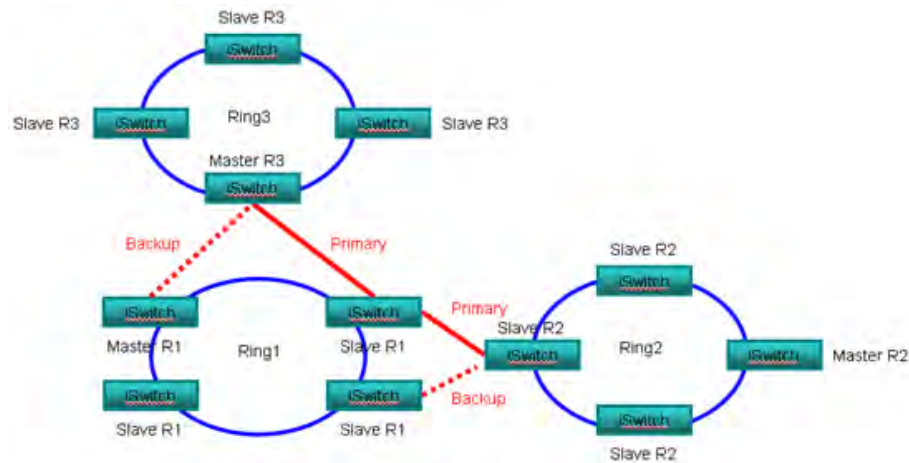 Slave R3
iSwitch
Slave R3
iSwitch
Ring3
iSwitch
Slave R3
Master R3
iSwitch
Backup
Primary
Slave R2
iSwitch
iSwitch
iSwitch
Primary
Slave R2
Master R1
Ring1
Slave R1
iSwitch
Ring2
iSwitch
Master R2
iSwitch
iSwitch
Backup
Slave R1
Slave R1
iSwitch
Slave R2